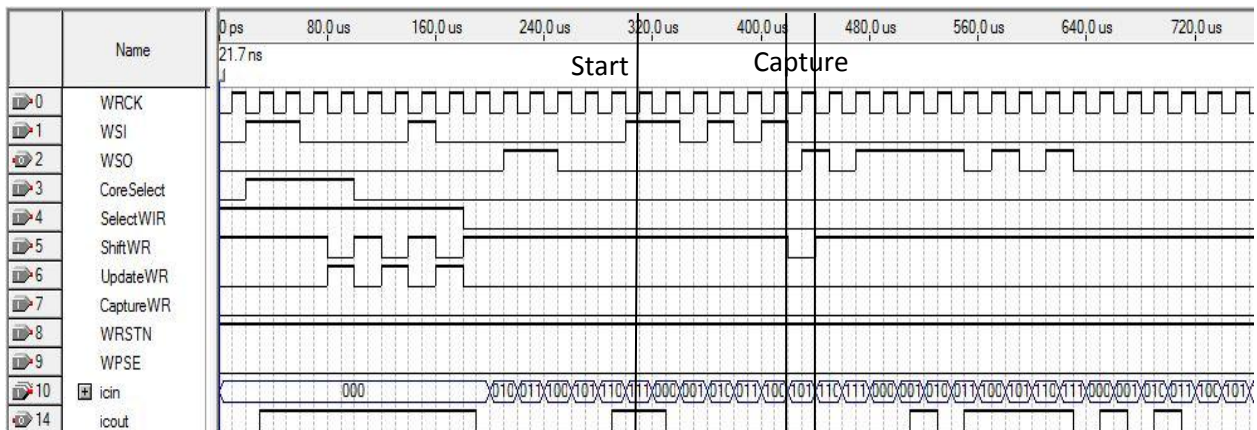 Name
0 ps 80.0 us 160.0 us 240.0 us 320.0 us 400.0 us 480.0 us 560.0 us 640.0 us 720.0 us
21.7 ns
Start Capture
0 WRCK
1 WSI
2 WSO
3 CoreSelect
4 SelectWIR
5 ShiftWR
6 UpdateWR
7 CaptureWR
8 WRSTN
9 WPSE
10 icin 000 010 011 100 101 110 111 000 001 010 011 100 101 110 111 000 001 010 011 100 101 110 111 000 001 010 011 100 101
14 icout